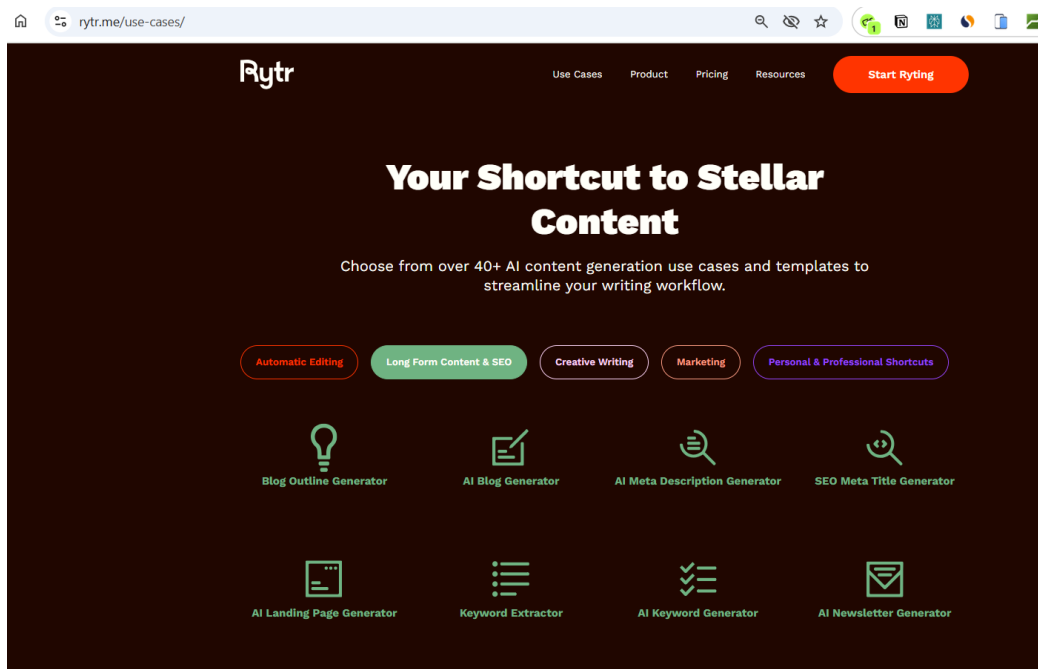 rytr.me/use-cases/
1
Rytr
Use Cases
Product
Pricing
Resources
Start Ryting
Your Shortcut to Stellar
Content
Choose from over 40+ AI content generation use cases and templates to
streamline your writing workflow.
Automatic Editing
Long Form Content & SEO
Creative Writing
Marketing
Personal & Professional Shortcuts
Blog Outline Generator
AI Blog Generator
AI Meta Description Generator
SEO Meta Title Generator
AI Landing Page Generator
Keyword Extractor
AI Keyword Generator
AI Newsletter Generator